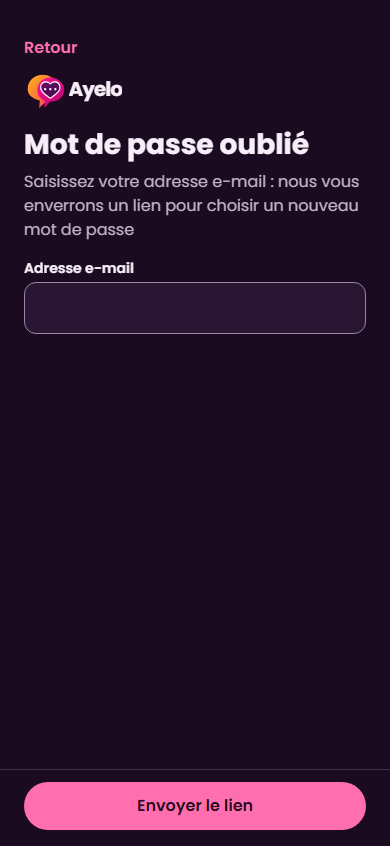 Retour
Ayelo
Mot de passe oublié
Saisissez votre adresse e-mail : nous vous
enverrons un lien pour choisir un nouveau
mot de passe
Adresse e-mail
Envoyer le lien